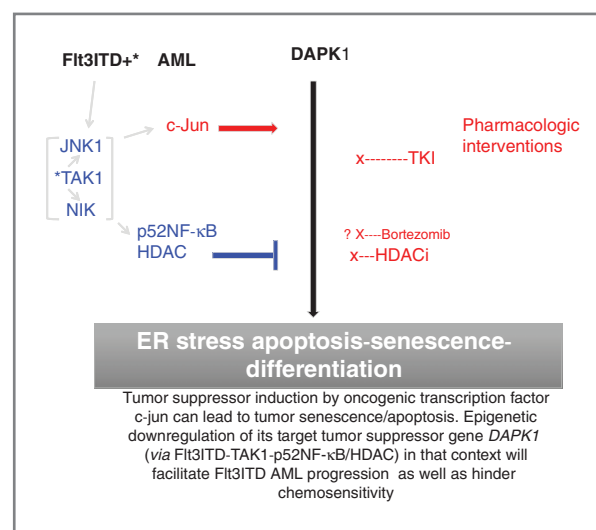 Flt3ITD+* AML
DAPK1
c-Jun
Pharmacologic
interventions
JNK1
*TAK1
NIK
x--------TKI
p52NF-κB
HDAC
? X----Bortezomib
x---HDACi
ER stress apoptosis-senescence-
differentiation
Tumor suppressor induction by oncogenic transcription factor
c-jun can lead to tumor senescence/apoptosis. Epigenetic
downregulation of its target tumor suppressor gene DAPK1
(via Flt3ITD-TAK1-p52NF-κB/HDAC) in that context will
facilitate Flt3ITD AML progression as well as hinder
chemosensitivity